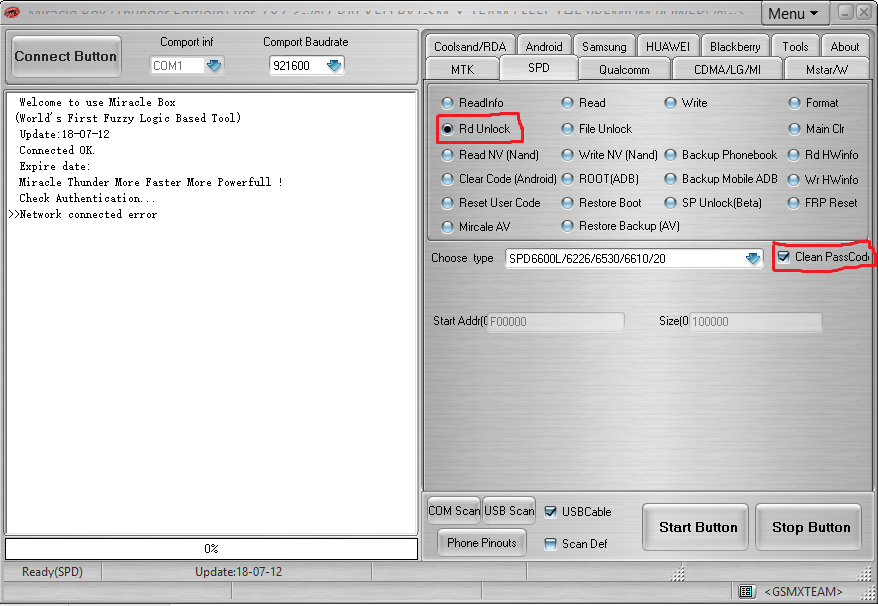 Menu
Connect Button
Comport inf
Comport Baudrate
COM1
921600
Welcome to use Miracle Box
(World's First Fuzzy Logic Based Tool)
Update:18-07-12
Connected OK.
Expire date:
Miracle Thunder More Faster More Powerfull !
Check Authentication...
>>Network connected error
0%
Ready(SPD)
Update:18-07-12
Coolsand/RDA
Android
Samsung
HUAWEI
Blackberry
Tools
About
MTK
SPD
Qualcomm
CDMA/LG/MI
Mstar/W
ReadInfo
Read
Write
Format
Rd Unlock
File Unlock
Main Clr
Read NV (Nand)
Write NV (Nand)
Backup Phonebook
Rd HWinfo
Clear Code (Android)
ROOT(ADB)
Backup Mobile ADB
Wr HWinfo
Reset User Code
Restore Boot
SP Unlock(Beta)
FRP Reset
Mircale AV
Restore Backup (AV)
Choose type
SPD6600L/6226/6530/6610/20
Clean PassCod
Start Addr(0
F00000
Size(0
100000
COM Scan
USB Scan
USBCable
Phone Pinouts
Scan Def
Start Button
Stop Button
<GSMXTEAM>